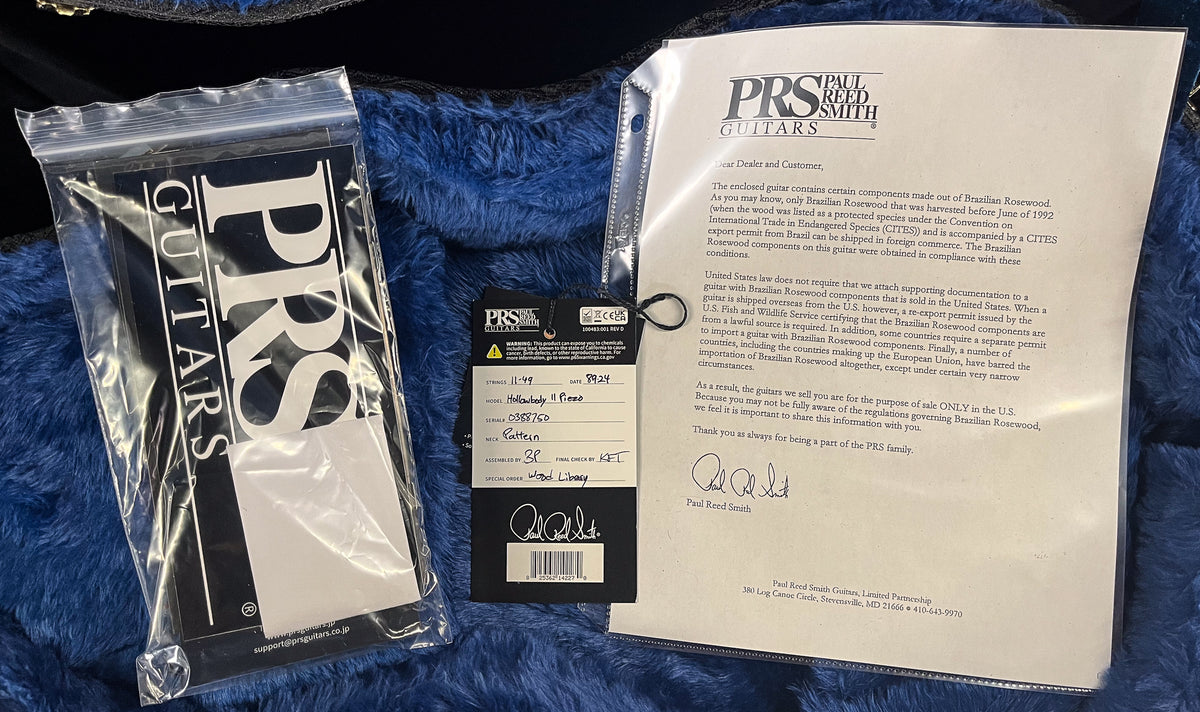 PRS
GUITARS
®
www.prsguitars.jp
support@prsguitars.co.jp
PRS PAUL REED SMITH
GUITARS
CE UK CA
100483:001 REV D
WARNING: This product can expose you to chemicals
including lead, known to the state of California to cause
cancer, birth defects, or other reproductive harm. For
more information, go to www.p65warnings.ca.gov
STRINGS 11-49 DATE 8924
MODEL Hollowbody II Piezo
SERIAL# 0388750
NECK Pattern
ASSEMBLED BY BP FINAL CHECK BY KFT
SPECIAL ORDER Wood Library
Paul Reed Smith®
8 25362 14227 0
PRS PAUL REED SMITH
GUITARS ®
Dear Dealer and Customer,
The enclosed guitar contains certain components made out of Brazilian Rosewood.
As you may know, only Brazilian Rosewood that was harvested before June of 1992
(when the wood was listed as a protected species under the Convention on
International Trade in Endangered Species (CITES)) and is accompanied by a CITES
export permit from Brazil can be shipped in foreign commerce. The Brazilian
Rosewood components on this guitar were obtained in compliance with these
conditions.
United States law does not require that we attach supporting documentation to a
guitar with Brazilian Rosewood components that is sold in the United States. When a
guitar is shipped overseas from the U.S. however, a re-export permit issued by the
U.S. Fish and Wildlife Service certifying that the Brazilian Rosewood components are
from a lawful source is required. In addition, some countries require a separate permit
to import a guitar with Brazilian Rosewood components. Finally, a number of
countries, including the countries making up the European Union, have barred the
importation of Brazilian Rosewood altogether, except under certain very narrow
circumstances.
As a result, the guitars we sell you are for the purpose of sale ONLY in the U.S.
Because you may not be fully aware of the regulations governing Brazilian Rosewood,
we feel it is important to share this information with you.
Thank you as always for being a part of the PRS family.
Paul Reed Smith
Paul Reed Smith
Paul Reed Smith Guitars, Limited Partnership
380 Log Canoe Circle, Stevensville, MD 21666 • 410-643-9970